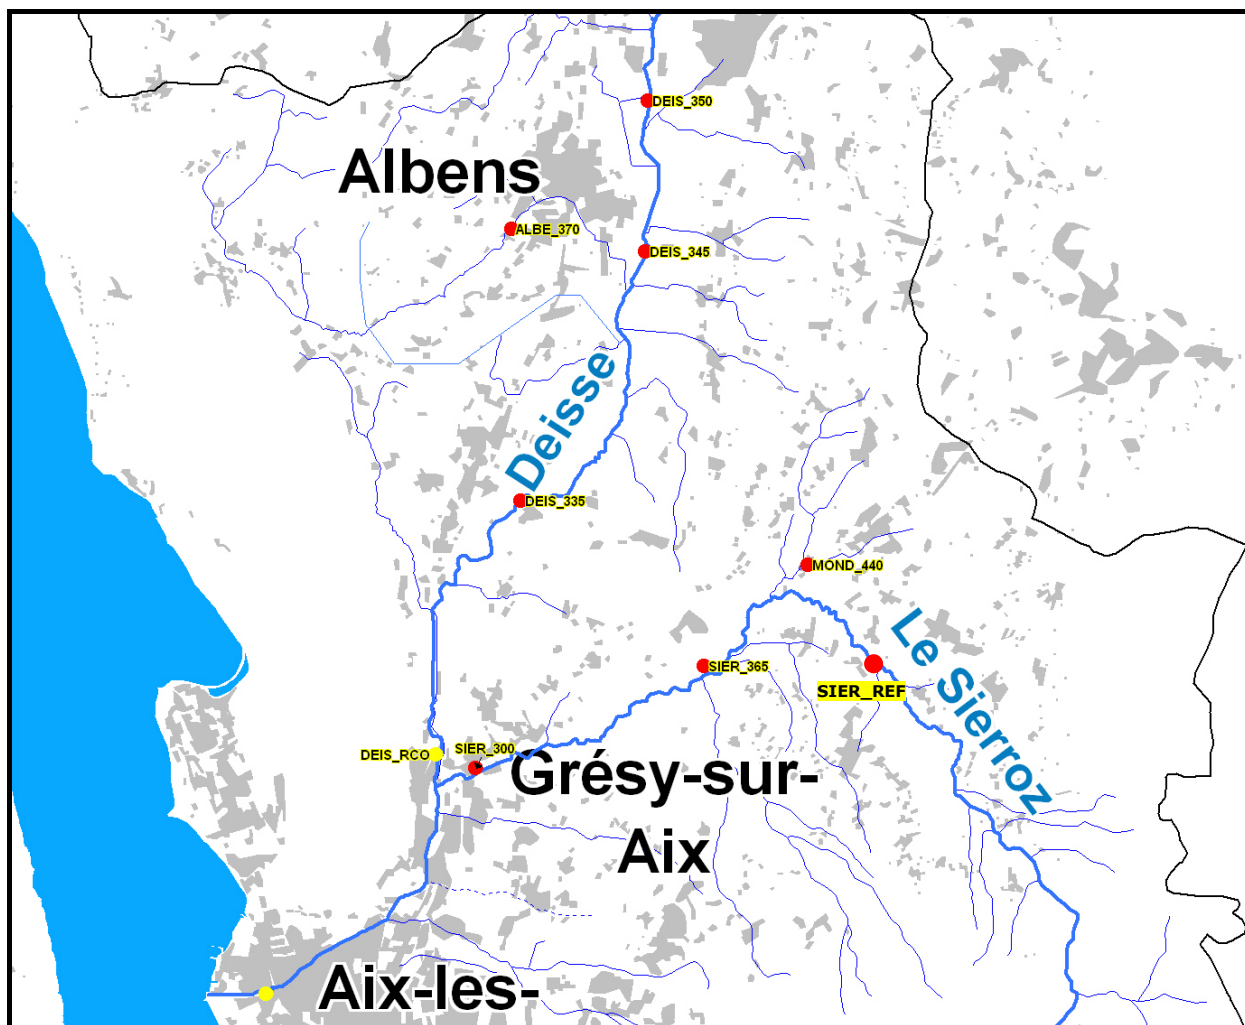 DEIS_350
Albens
ALBE_370
DEIS_345
Deisse
DEIS_335
MOND_440
Le Sierroz
SIER_365
SIER_REF
SIER_300
DEIS_RCO
Grésy-sur-
Aix
Aix-les-